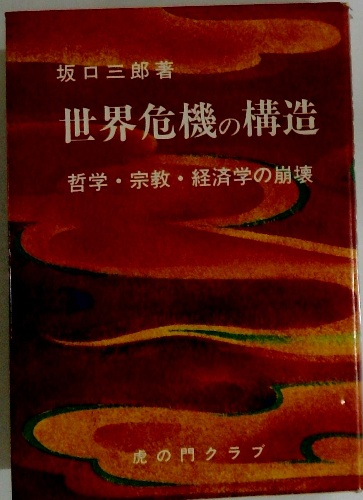 坂口三郎著
世界危機の構造
哲学・宗教・経済学の崩壊
虎の門クラブ